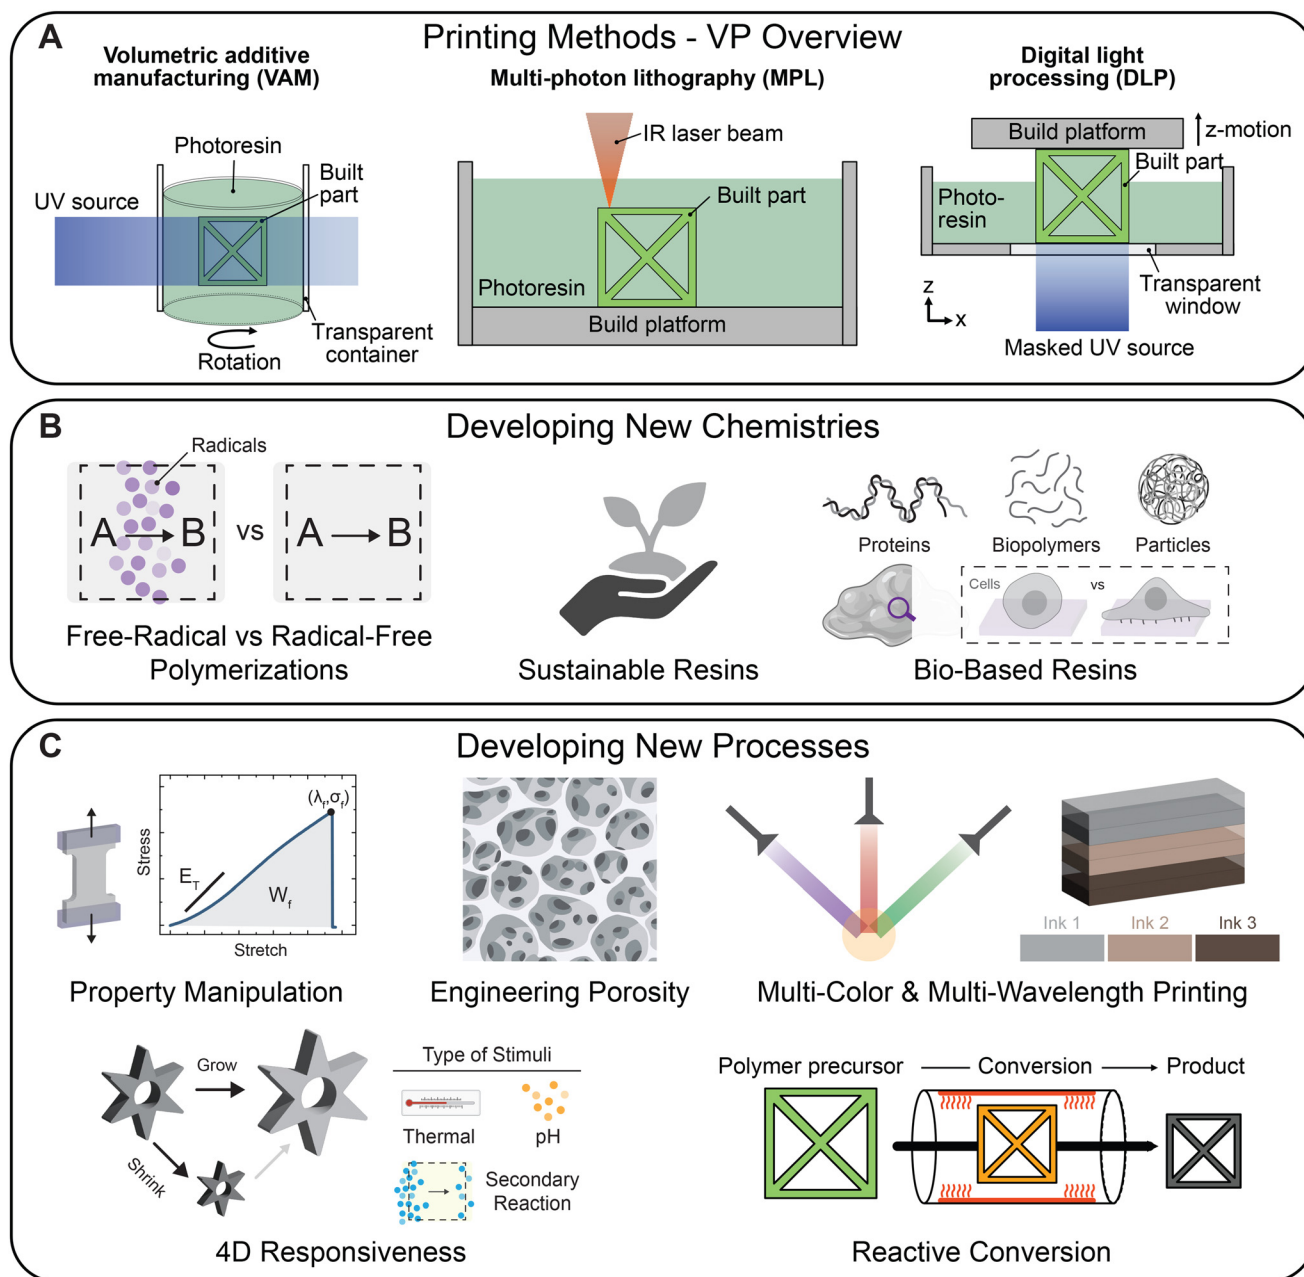 A
Printing Methods - VP Overview
Volumetric additive
manufacturing (VAM)
Photoresin
Built
part
UV source
Transparent
container
Rotation
Multi-photon lithography (MPL)
IR laser beam
Built part
Photoresin
Build platform
Digital light
processing (DLP)
Build platform
z-motion
Built part
Photo-
resin
Transparent
window
z
x
Masked UV source
B
Developing New Chemistries
Radicals
A
B
vs
A
B
Free-Radical vs Radical-Free
Polymerizations
Sustainable Resins
Proteins
Biopolymers
Particles
Cells
vs
Bio-Based Resins
C
Developing New Processes
Stress
(λf,σf)
ET
Wf
Stretch
Property Manipulation
Engineering Porosity
Ink 1
Ink 2
Ink 3
Multi-Color & Multi-Wavelength Printing
Grow
Shrink
Type of Stimuli
Thermal
pH
Secondary
Reaction
4D Responsiveness
Polymer precursor
Conversion
Product
Reactive Conversion